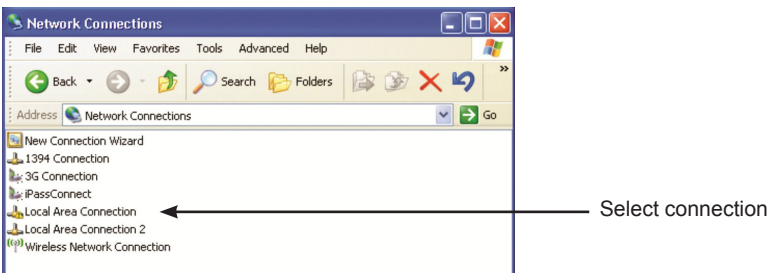 Network Connections
File Edit View Favorites Tools Advanced Help
Back Search Folders »
Address Network Connections Go
New Connection Wizard
1394 Connection
3G Connection
iPassConnect
Local Area Connection
Select connection
Local Area Connection 2
Wireless Network Connection